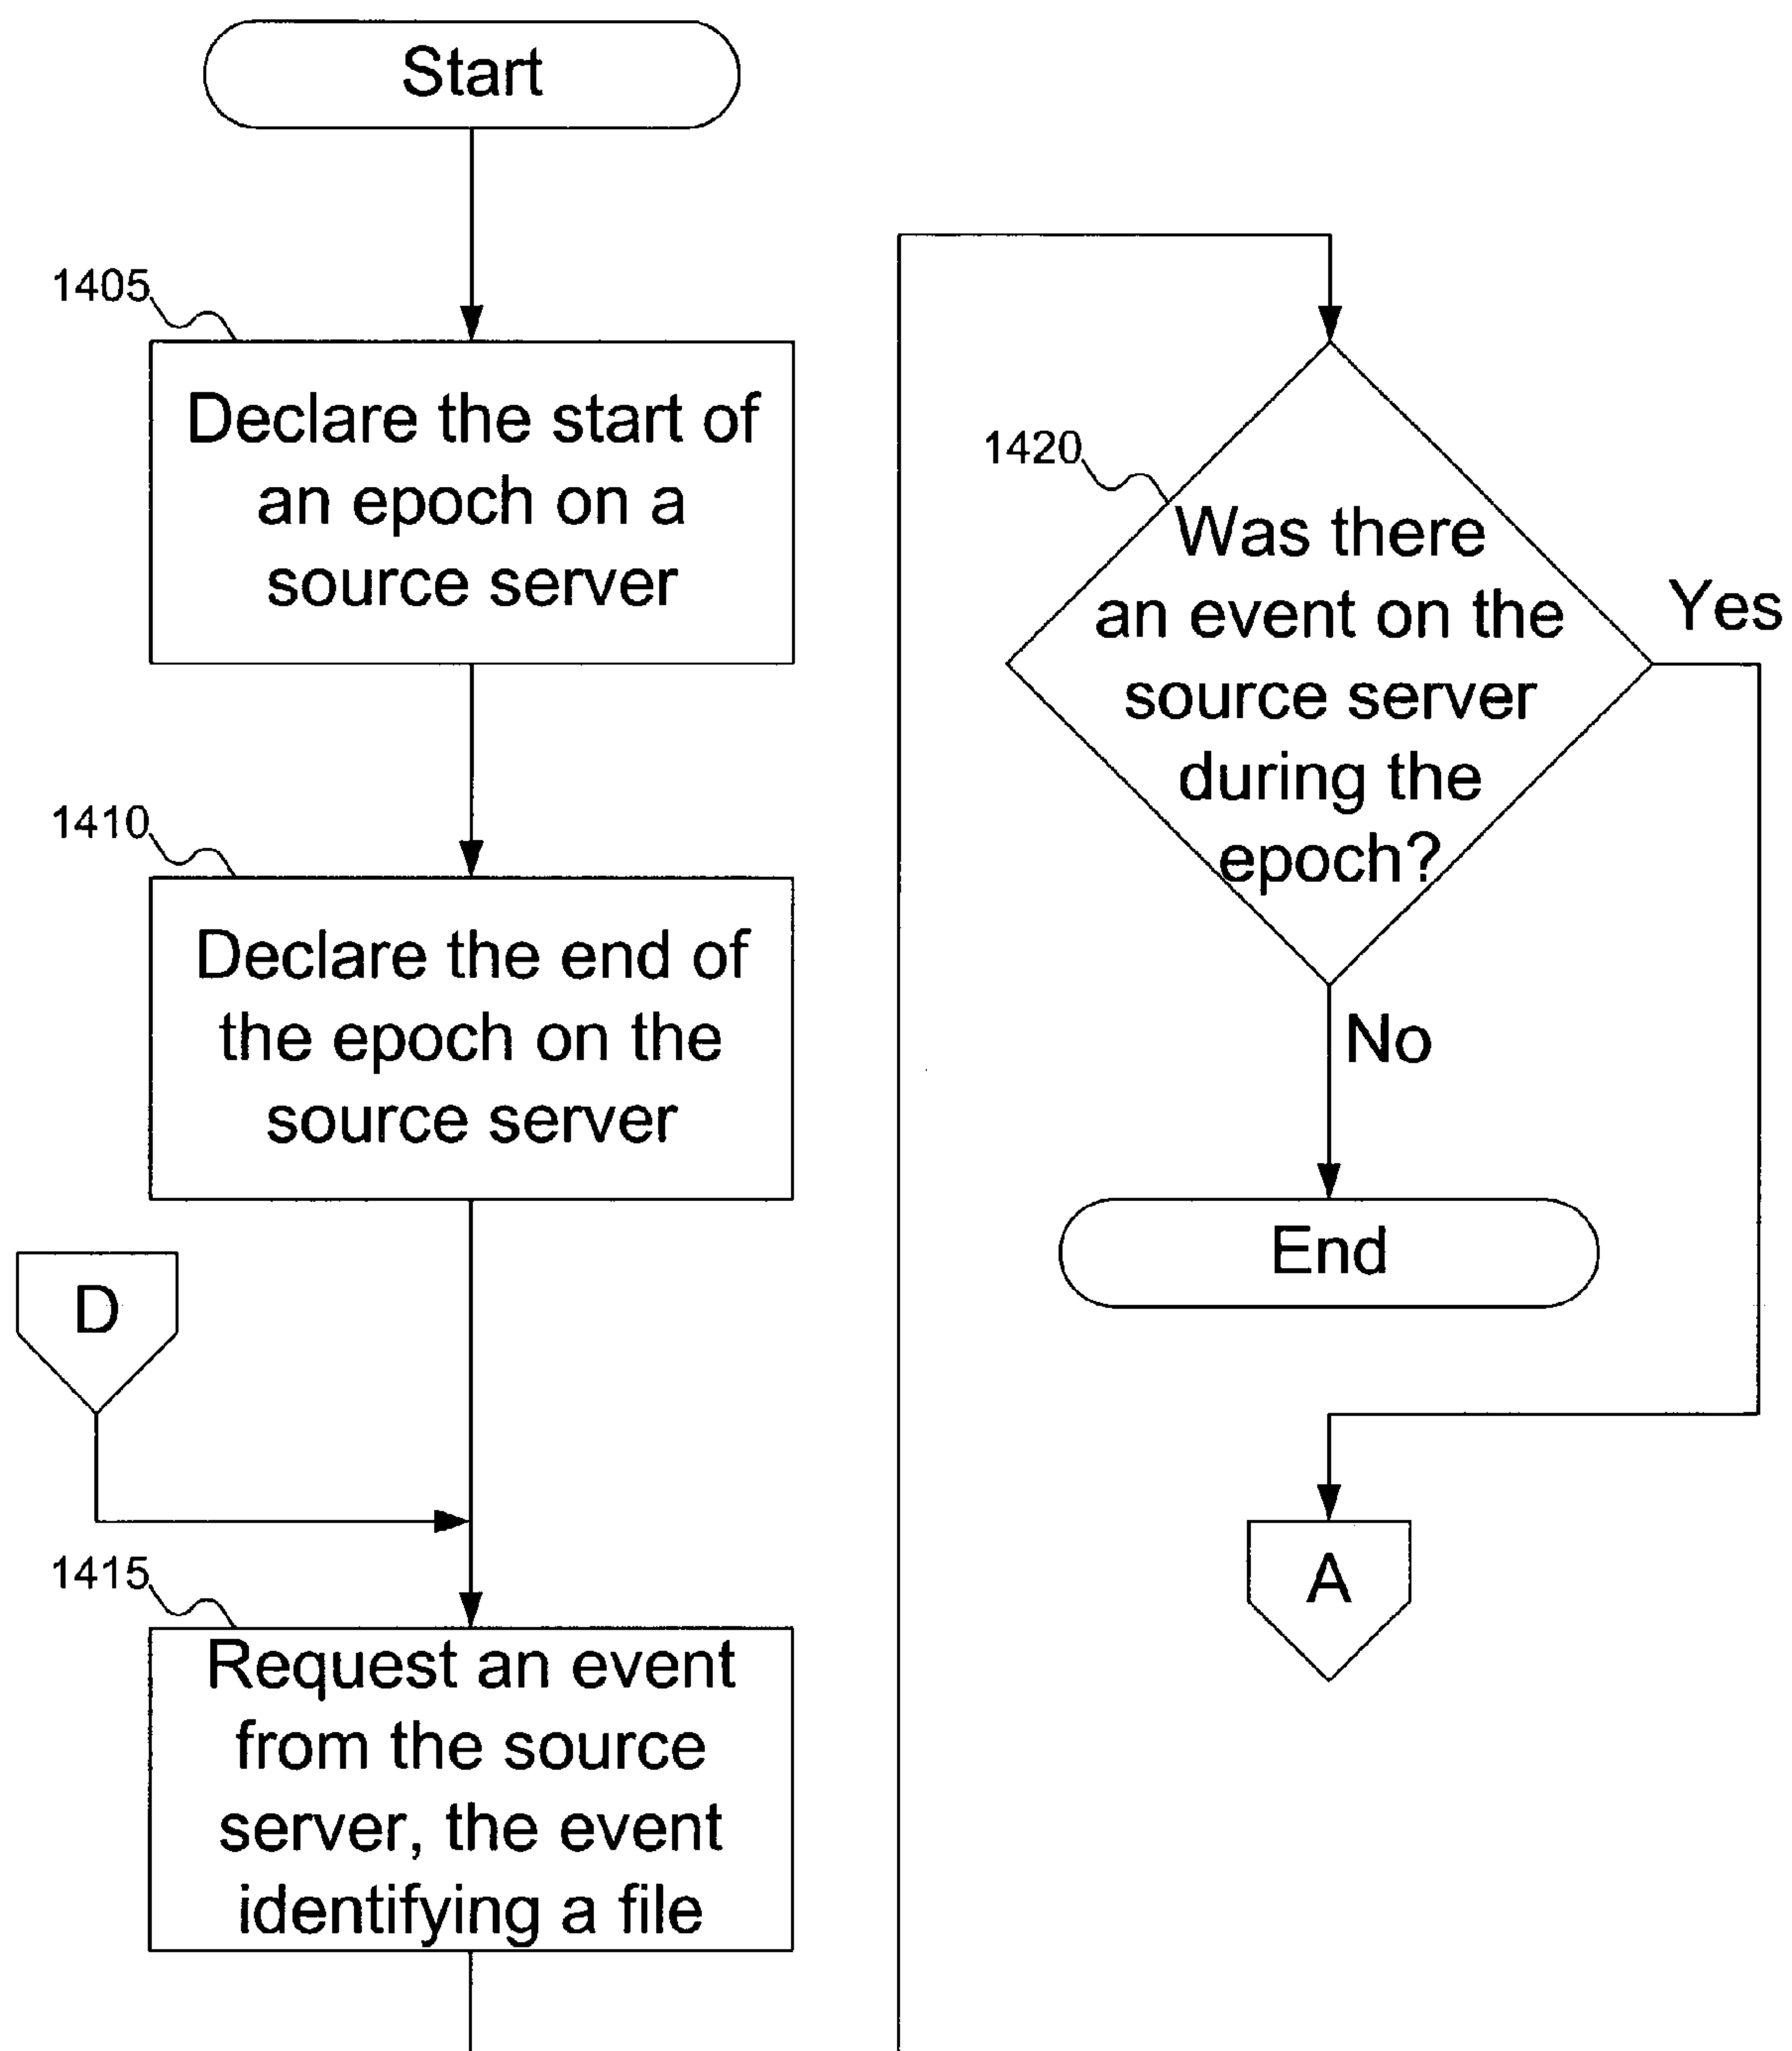 Start
1405
Declare the start of
an epoch on a
source server
1410
Declare the end of
the epoch on the
source server
D
1415
Request an event
from the source
server, the event
identifying a file
1420
Was there
an event on the
source server
during the
epoch?
Yes
No
End
A